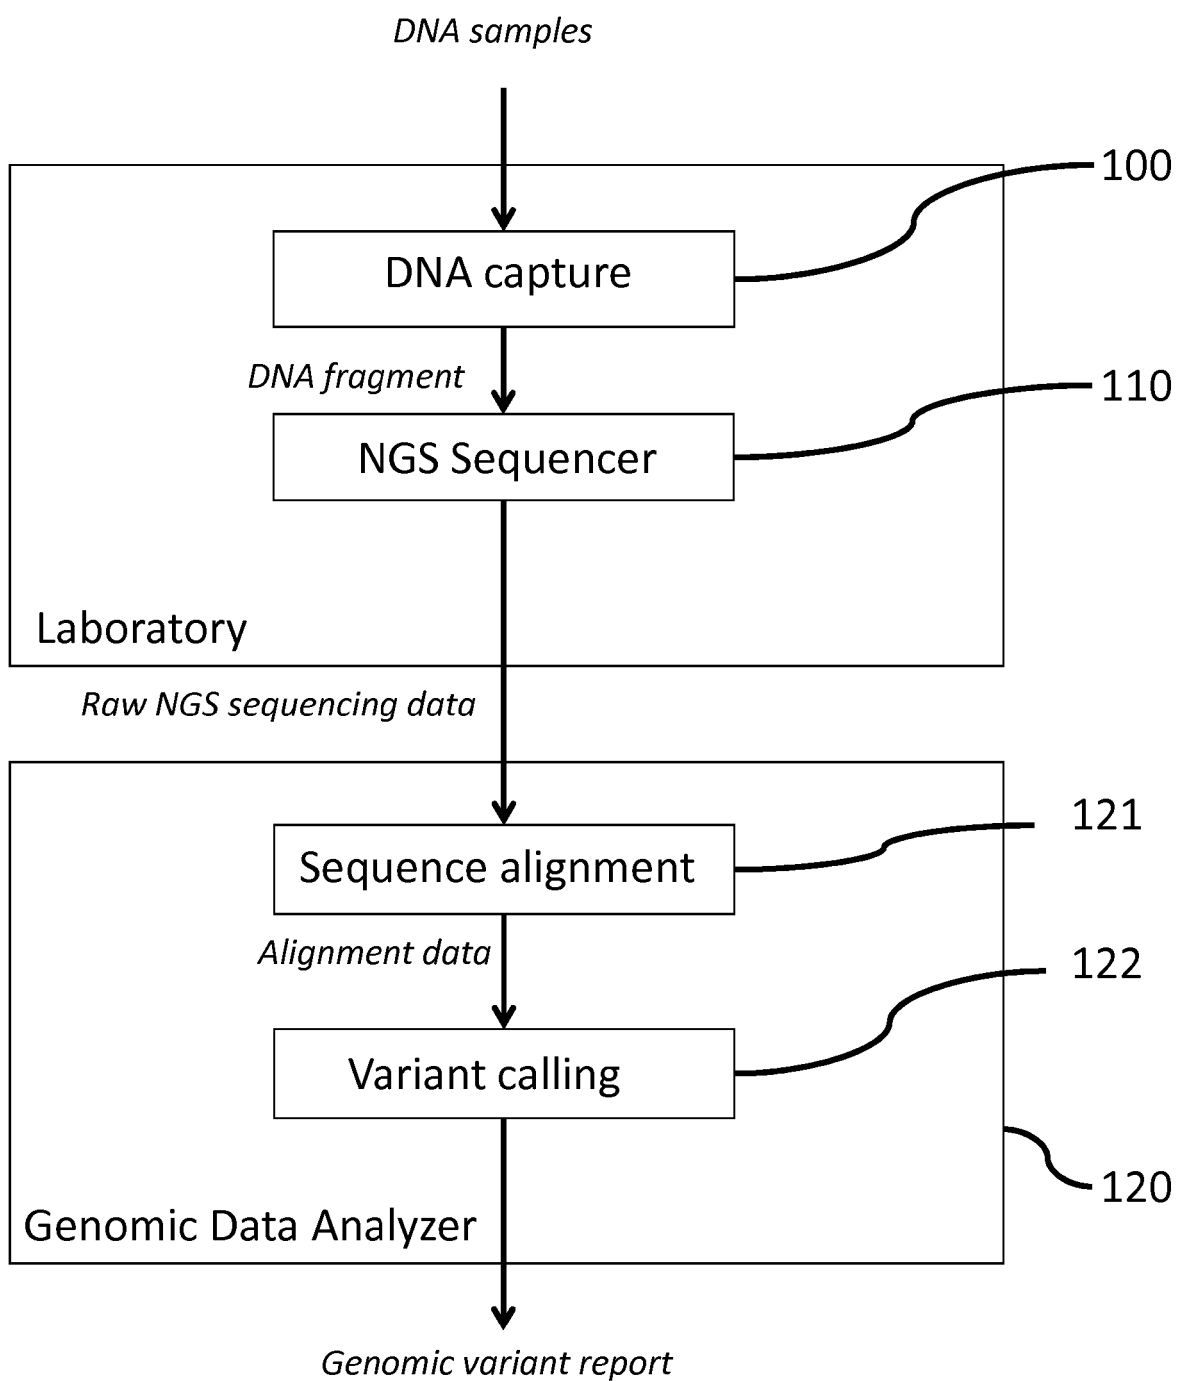 DNA samples
100
DNA capture
DNA fragment
110
NGS Sequencer
Laboratory
Raw NGS sequencing data
121
Sequence alignment
Alignment data
122
Variant calling
120
Genomic Data Analyzer
Genomic variant report